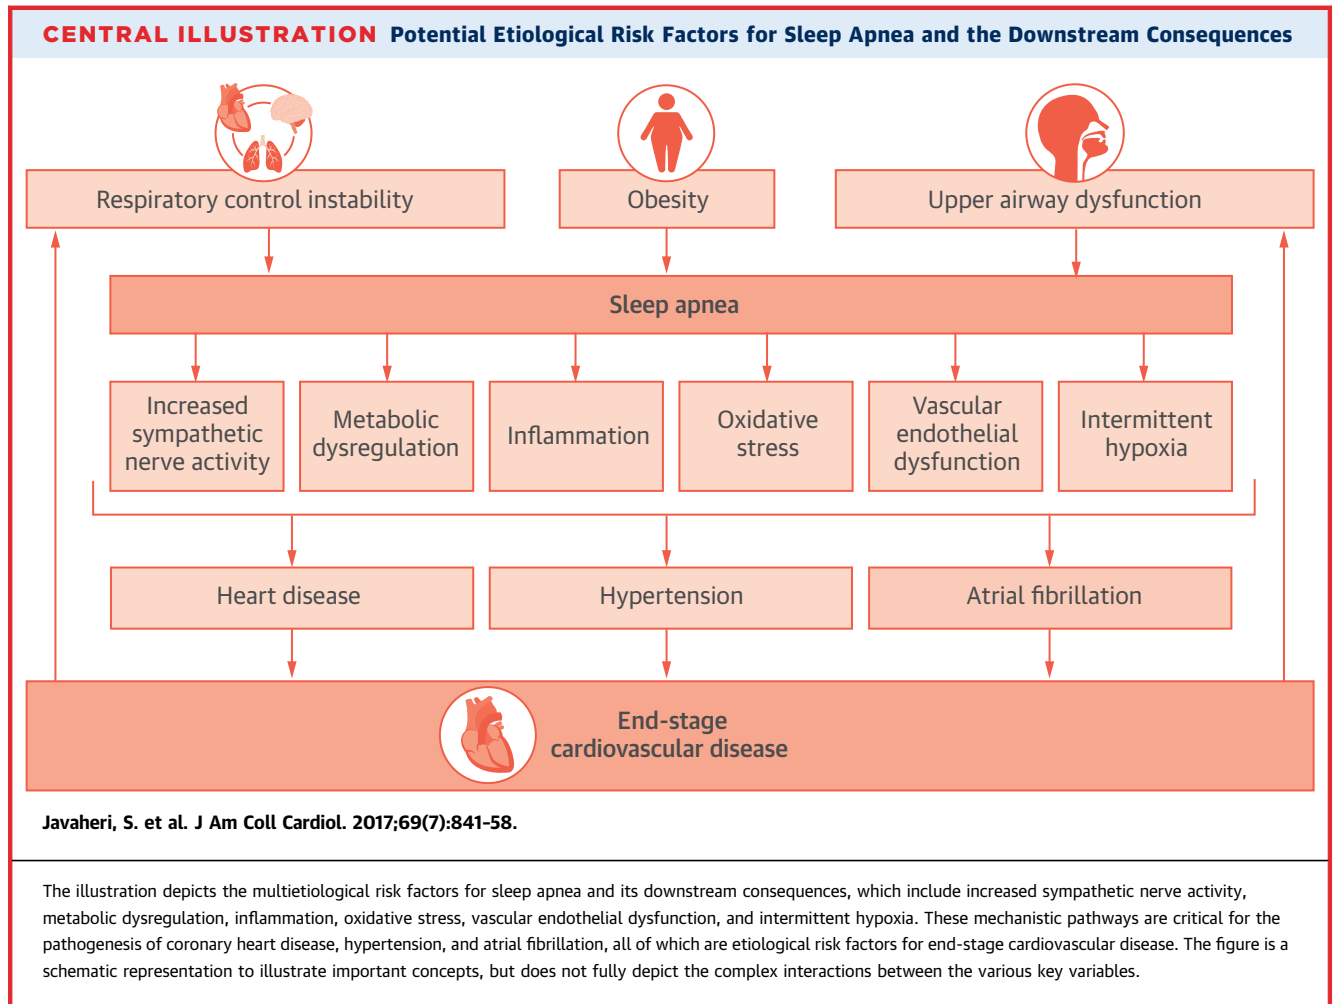 CENTRAL ILLUSTRATION Potential Etiological Risk Factors for Sleep Apnea and the Downstream Consequences
Respiratory control instability
Obesity
Upper airway dysfunction
Sleep apnea
Increased
sympathetic
nerve activity
Metabolic
dysregulation
Inflammation
Oxidative
stress
Vascular
endothelial
dysfunction
Intermittent
hypoxia
Heart disease
Hypertension
Atrial fibrillation
End-stage
cardiovascular disease
Javaheri, S. et al. J Am Coll Cardiol. 2017;69(7):841–58.
The illustration depicts the multietiological risk factors for sleep apnea and its downstream consequences, which include increased sympathetic nerve activity,
metabolic dysregulation, inflammation, oxidative stress, vascular endothelial dysfunction, and intermittent hypoxia. These mechanistic pathways are critical for the
pathogenesis of coronary heart disease, hypertension, and atrial fibrillation, all of which are etiological risk factors for end-stage cardiovascular disease. The figure is a
schematic representation to illustrate important concepts, but does not fully depict the complex interactions between the various key variables.